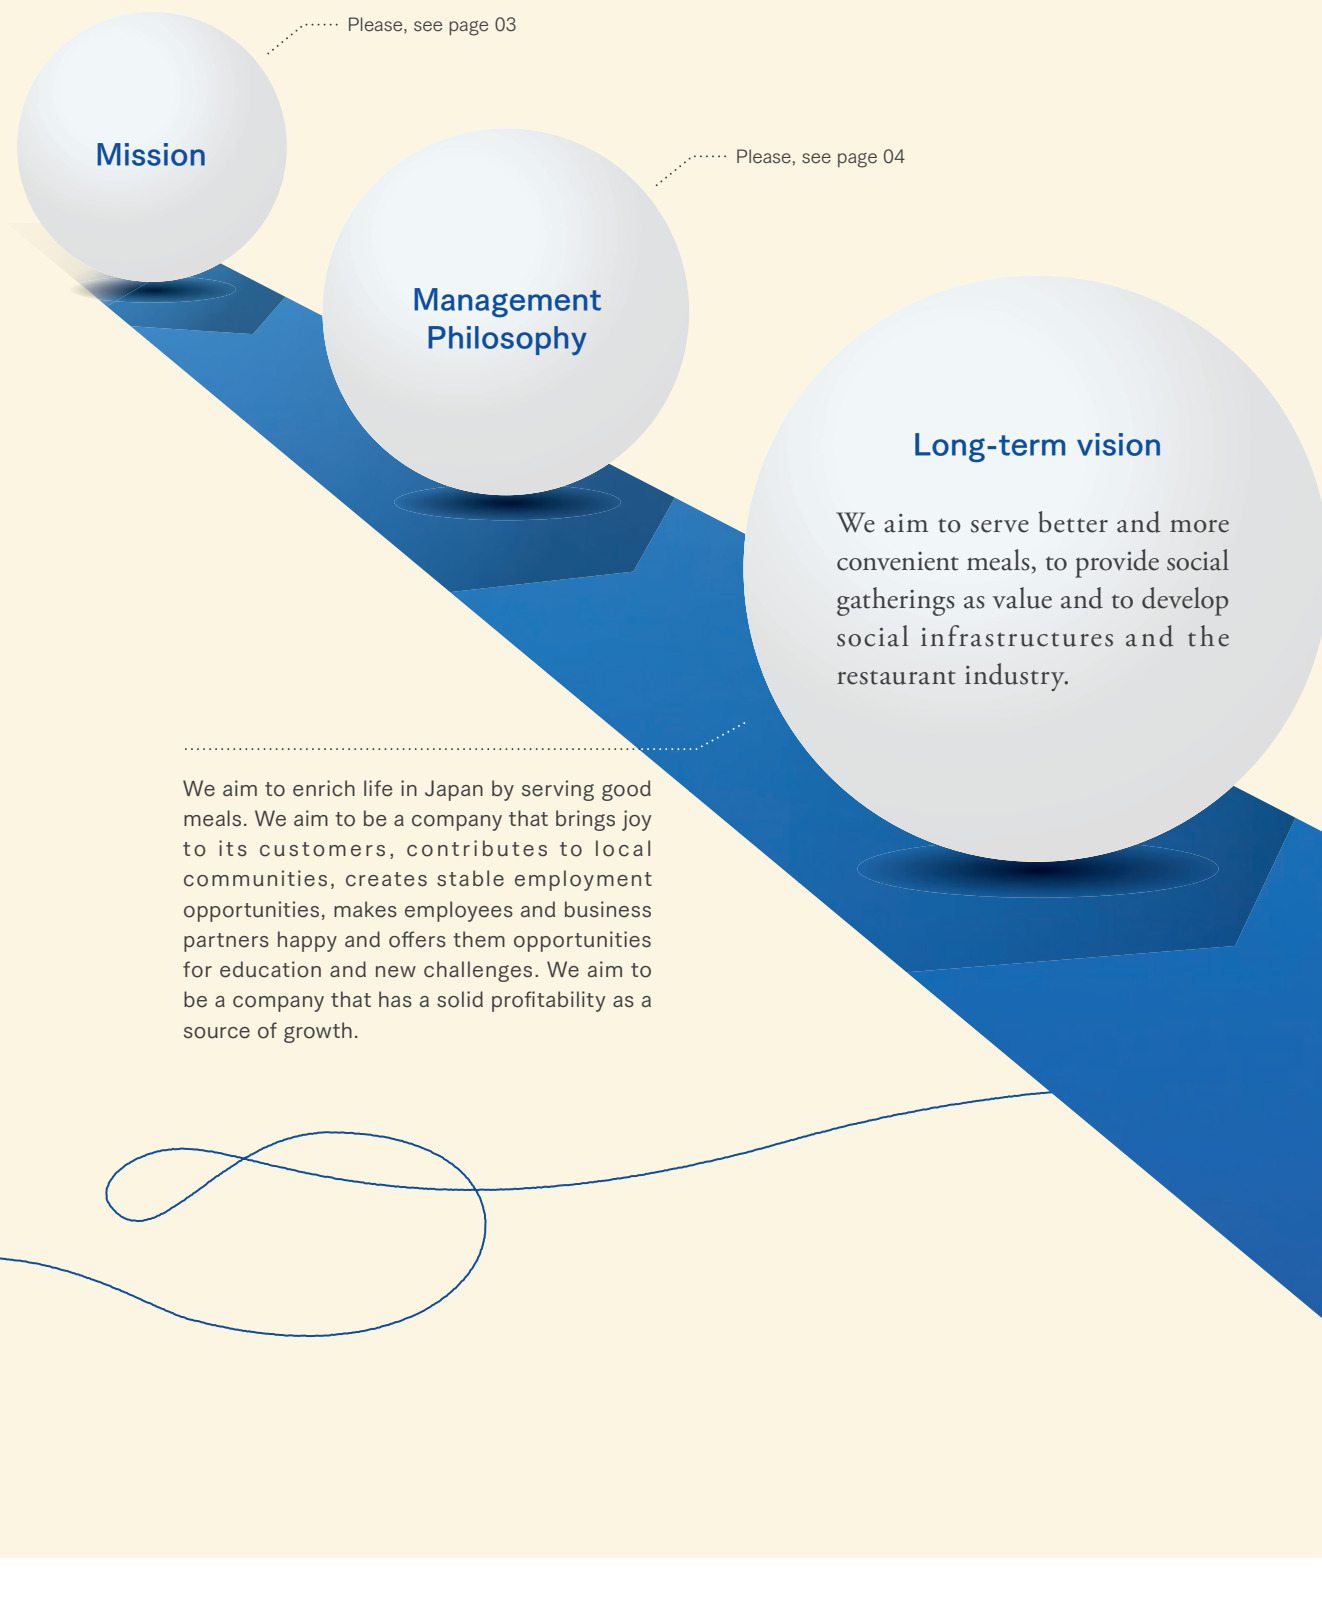 Please, see page 03
Mission
Please, see page 04
Management
Philosophy
Long-term vision
We aim to serve better and more
convenient meals, to provide social
gatherings as value and to develop
social infrastructures and the
restaurant industry.
We aim to enrich life in Japan by serving good
meals. We aim to be a company that brings joy
to its customers, contributes to local
communities, creates stable employment
opportunities, makes employees and business
partners happy and offers them opportunities
for education and new challenges. We aim to
be a company that has a solid profitability as a
source of growth.